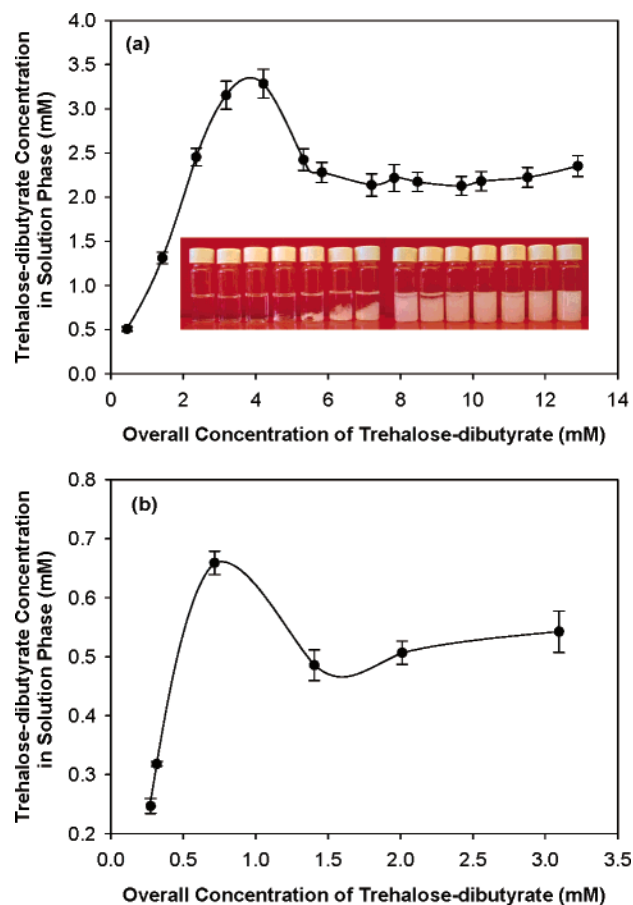 (a)
Trehalose-dibutyrate Concentration
in Solution Phase (mM)
4.0
3.5
3.0
2.5
2.0
1.5
1.0
0.5
0.0
0 2 4 6 8 10 12 14
Overall Concentration of Trehalose-dibutyrate (mM)
(b)
Trehalose-dibutyrate Concentration
in Solution Phase (mM)
0.8
0.7
0.6
0.5
0.4
0.3
0.2
0.0 0.5 1.0 1.5 2.0 2.5 3.0 3.5
Overall Concentration of Trehalose-dibutyrate (mM)